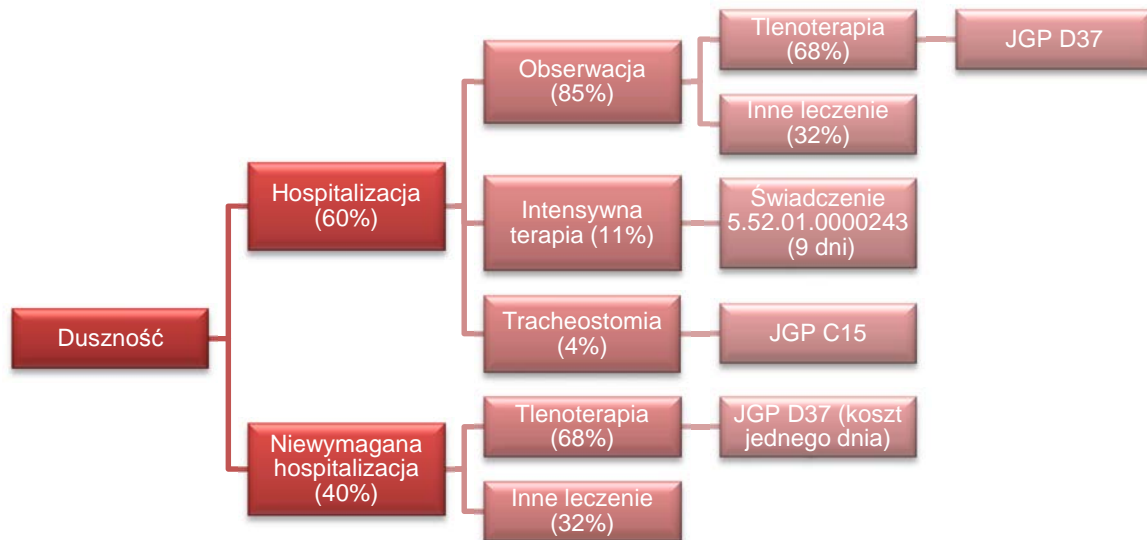 Duszność
Hospitalizacja
(60%)
Obserwacja
(85%)
Tlenoterapia
(68%)
JGP D37
Inne leczenie
(32%)
Intensywna
terapia (11%)
Świadczenie
5.52.01.0000243
(9 dni)
Tracheostomia
(4%)
JGP C15
Niewymagana
hospitalizacja
(40%)
Tlenoterapia
(68%)
JGP D37 (koszt
jednego dnia)
Inne leczenie
(32%)